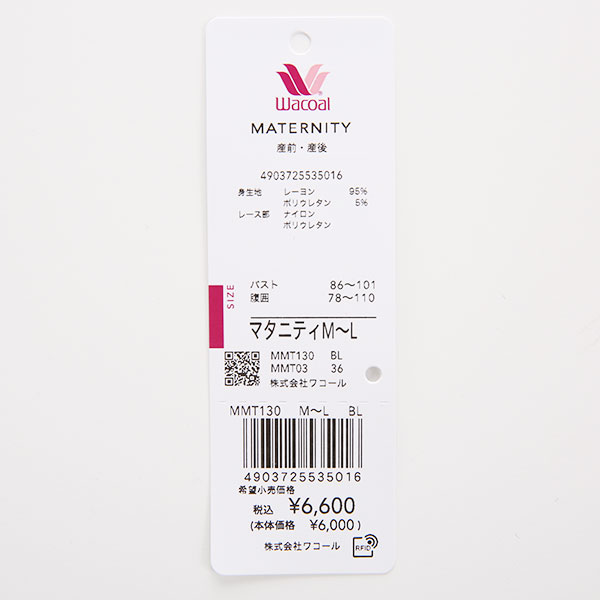 Wacoal
MATERNITY
産前・産後
4903725535016
身生地 レーヨン 95%
ポリウレタン 5%
レース部 ナイロン
ポリウレタン
SIZE
バスト 86～101
腹囲 78～110
マタニティM～L
MMT130 BL
MMT03 36
株式会社ワコール
MMT130 M～L BL
4903725535016
希望小売価格
税込 ¥6,600
(本体価格 ¥6,000)
株式会社ワコール
RFID